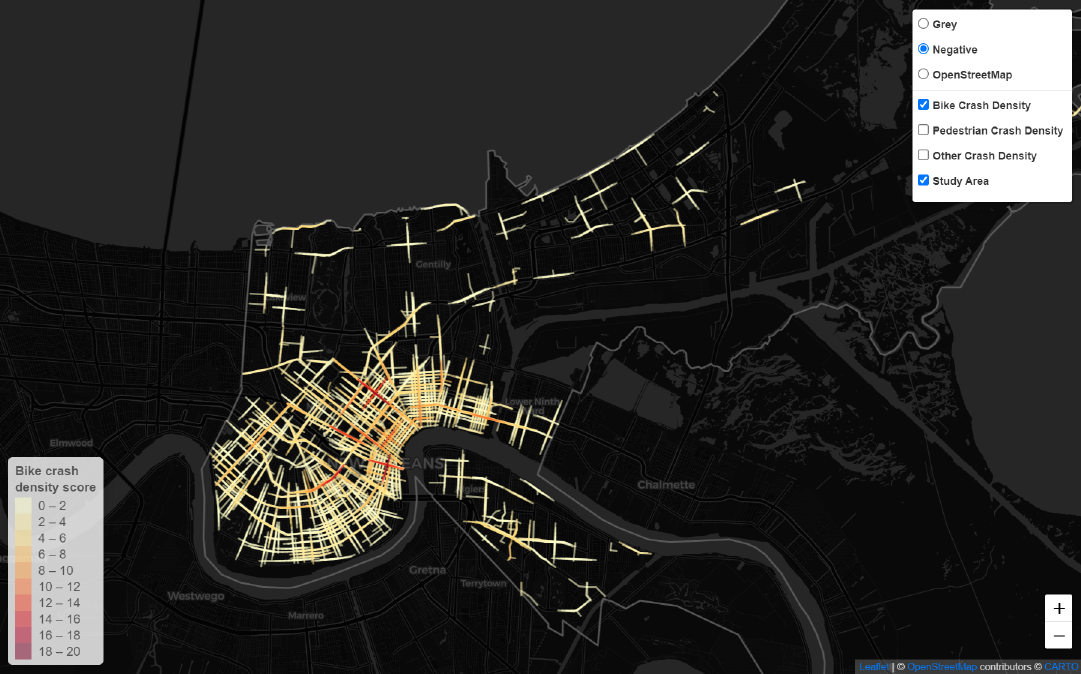 Grey
Negative
OpenStreetMap
Bike Crash Density
Pedestrian Crash Density
Other Crash Density
Study Area
Gentilly
Lower Ninth
Elmwood
Chalmette
Gretna
Terrytown
Westwego
Marrero
Bike crash
density score
0 – 2
2 – 4
4 – 6
6 – 8
8 – 10
10 – 12
12 – 14
14 – 16
16 – 18
18 – 20
+
−
Leaflet | © OpenStreetMap contributors © CARTO